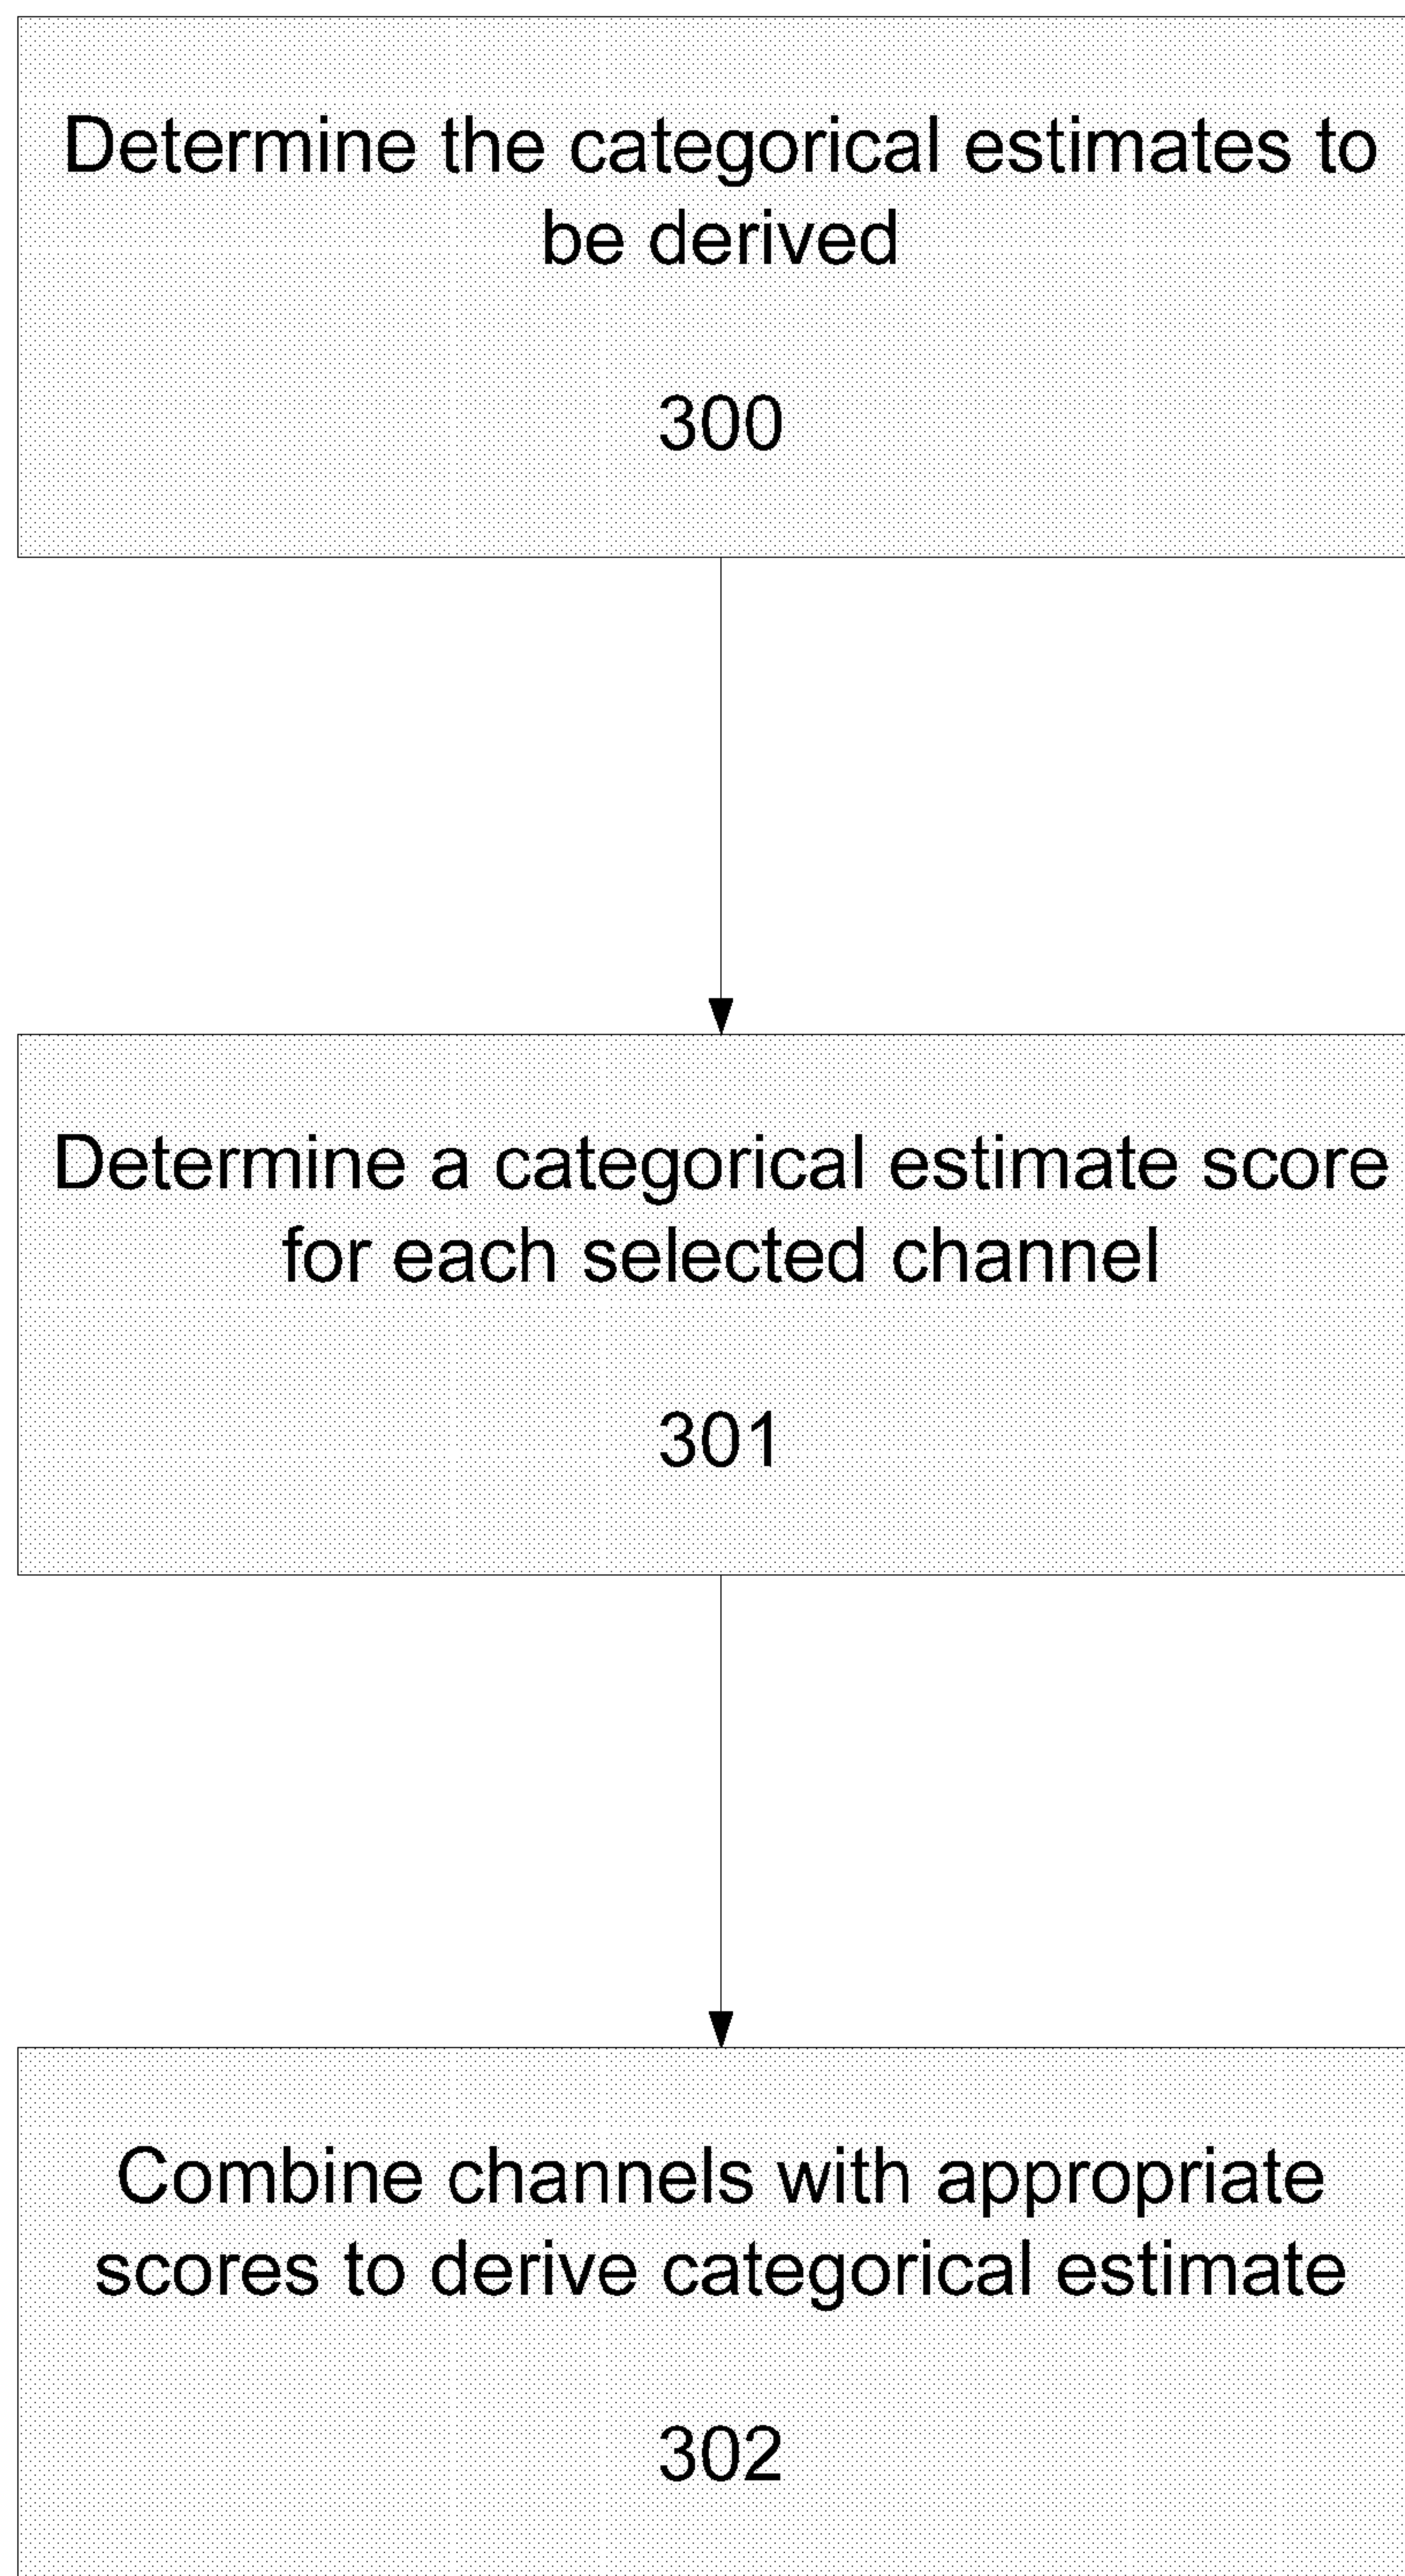 Determine the categorical estimates to
be derived
300
Determine a categorical estimate score
for each selected channel
301
Combine channels with appropriate
scores to derive categorical estimate
302